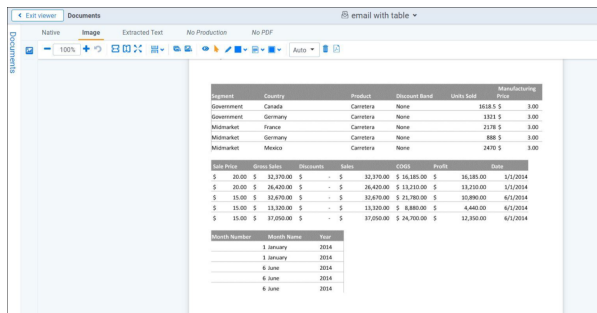 Exit viewer Documents email with table
Documents
Native Image Extracted Text No Production No PDF
100% Auto
Segment Country Product Discount Band Units Sold Manufacturing Price
Government Canada Carretera None 1618.5 $ 3.00
Government Germany Carretera None 1321 $ 3.00
Midmarket France Carretera None 2178 $ 3.00
Midmarket Germany Carretera None 888 $ 3.00
Midmarket Mexico Carretera None 2470 $ 3.00
Sale Price Gross Sales Discounts Sales COGS Profit Date
$ 20.00 $ 32,370.00 $ - $ 32,370.00 $ 16,185.00 $ 16,185.00 1/1/2014
$ 20.00 $ 26,420.00 $ - $ 26,420.00 $ 13,210.00 $ 13,210.00 1/1/2014
$ 15.00 $ 32,670.00 $ - $ 32,670.00 $ 21,780.00 $ 10,890.00 6/1/2014
$ 15.00 $ 13,320.00 $ - $ 13,320.00 $ 8,880.00 $ 4,440.00 6/1/2014
$ 15.00 $ 37,050.00 $ - $ 37,050.00 $ 24,700.00 $ 12,350.00 6/1/2014
Month Number Month Name Year
1 January 2014
1 January 2014
6 June 2014
6 June 2014
6 June 2014